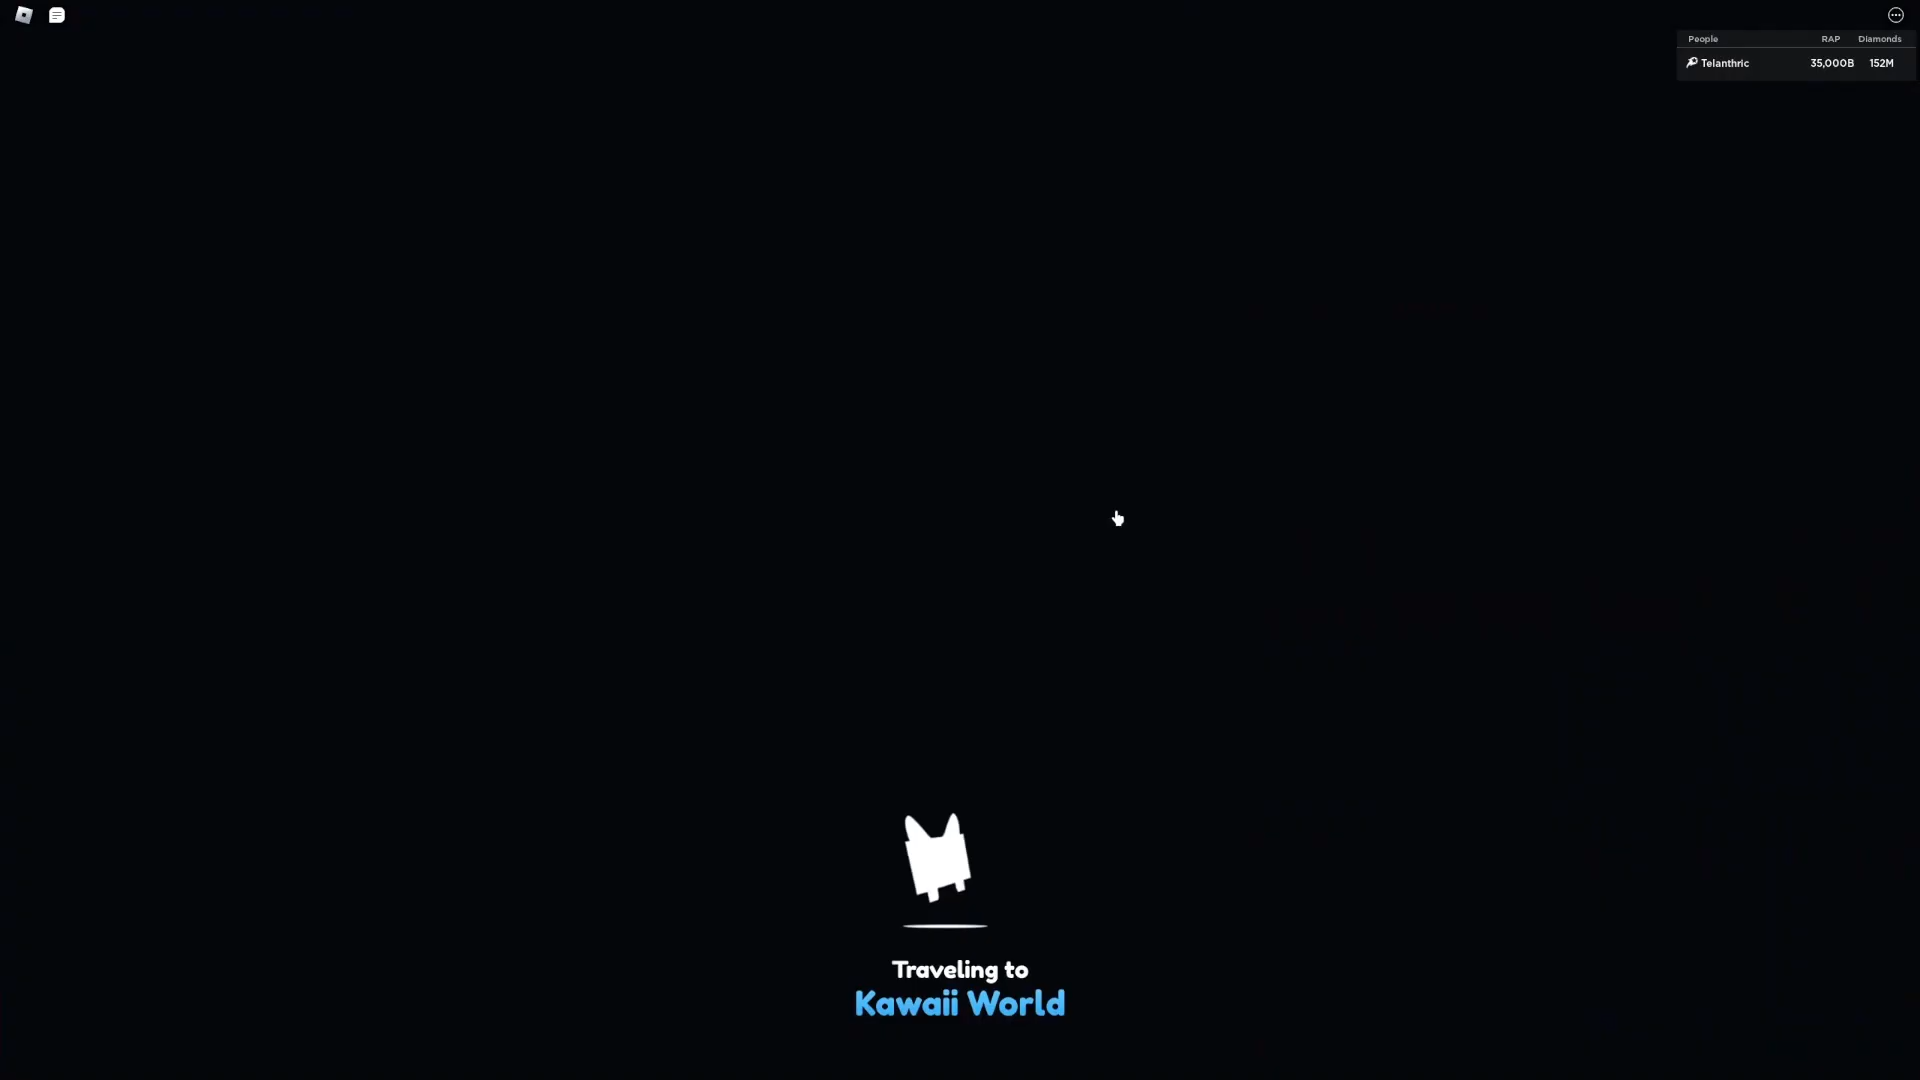 People RAP Diamonds
Telanthric 35,000B 152M
Traveling to
Kawaii World